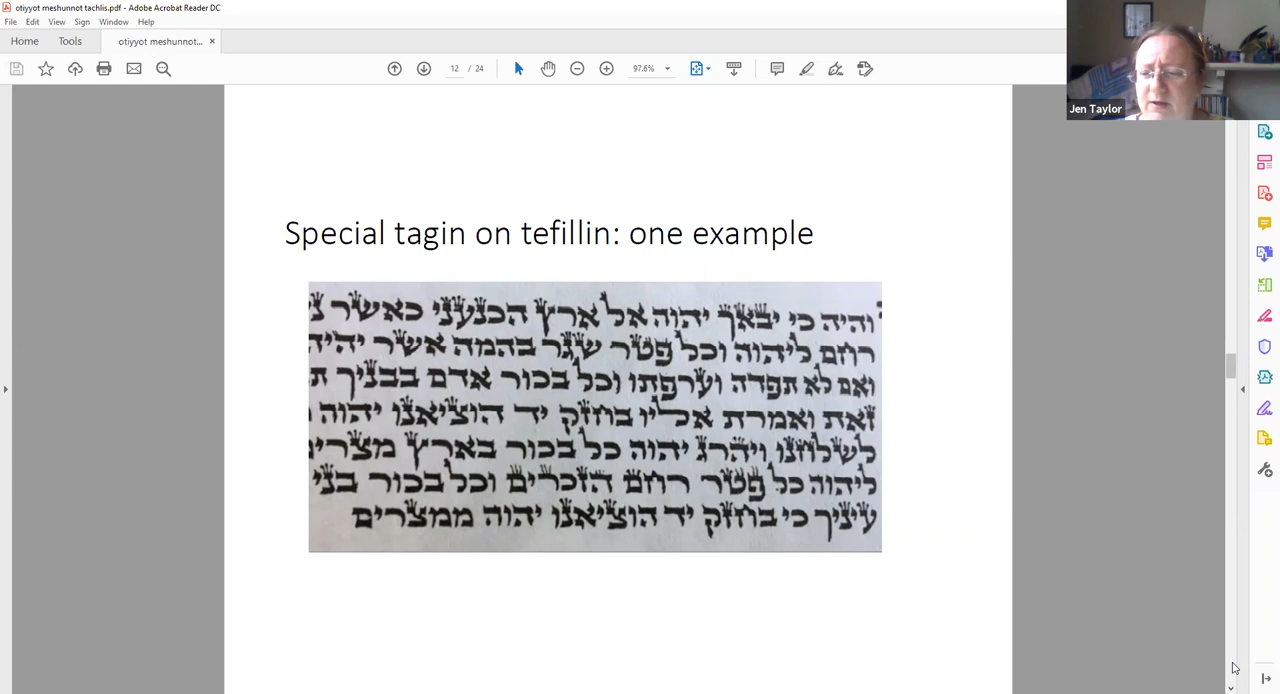 otiyyot meshunnot tachlis.pdf - Adobe Acrobat Reader DC
File Edit View Sign Window Help
Home Tools otiyyot meshunnot... ×
12 / 24 97.6%
Jen Taylor
Special tagin on tefillin: one example
והיה כי יבאך יהוה אל ארץ הכנעני כאשר
רחם ליהוה וכל פטר שגר בהמה אשר יהיה
ואם לא תפדה וערפתו וכל בכור אדם בבניך ת
זאת ואמרת אליו בחזק יד הוציאנו יהוה
לשלחנו ויהרג יהוה כל בכור בארץ מצרים
ליהוה כל פטר רחם הזכרים וכל בכור בני
עיניך כי בחזק יד הוציאנו יהוה ממצרים